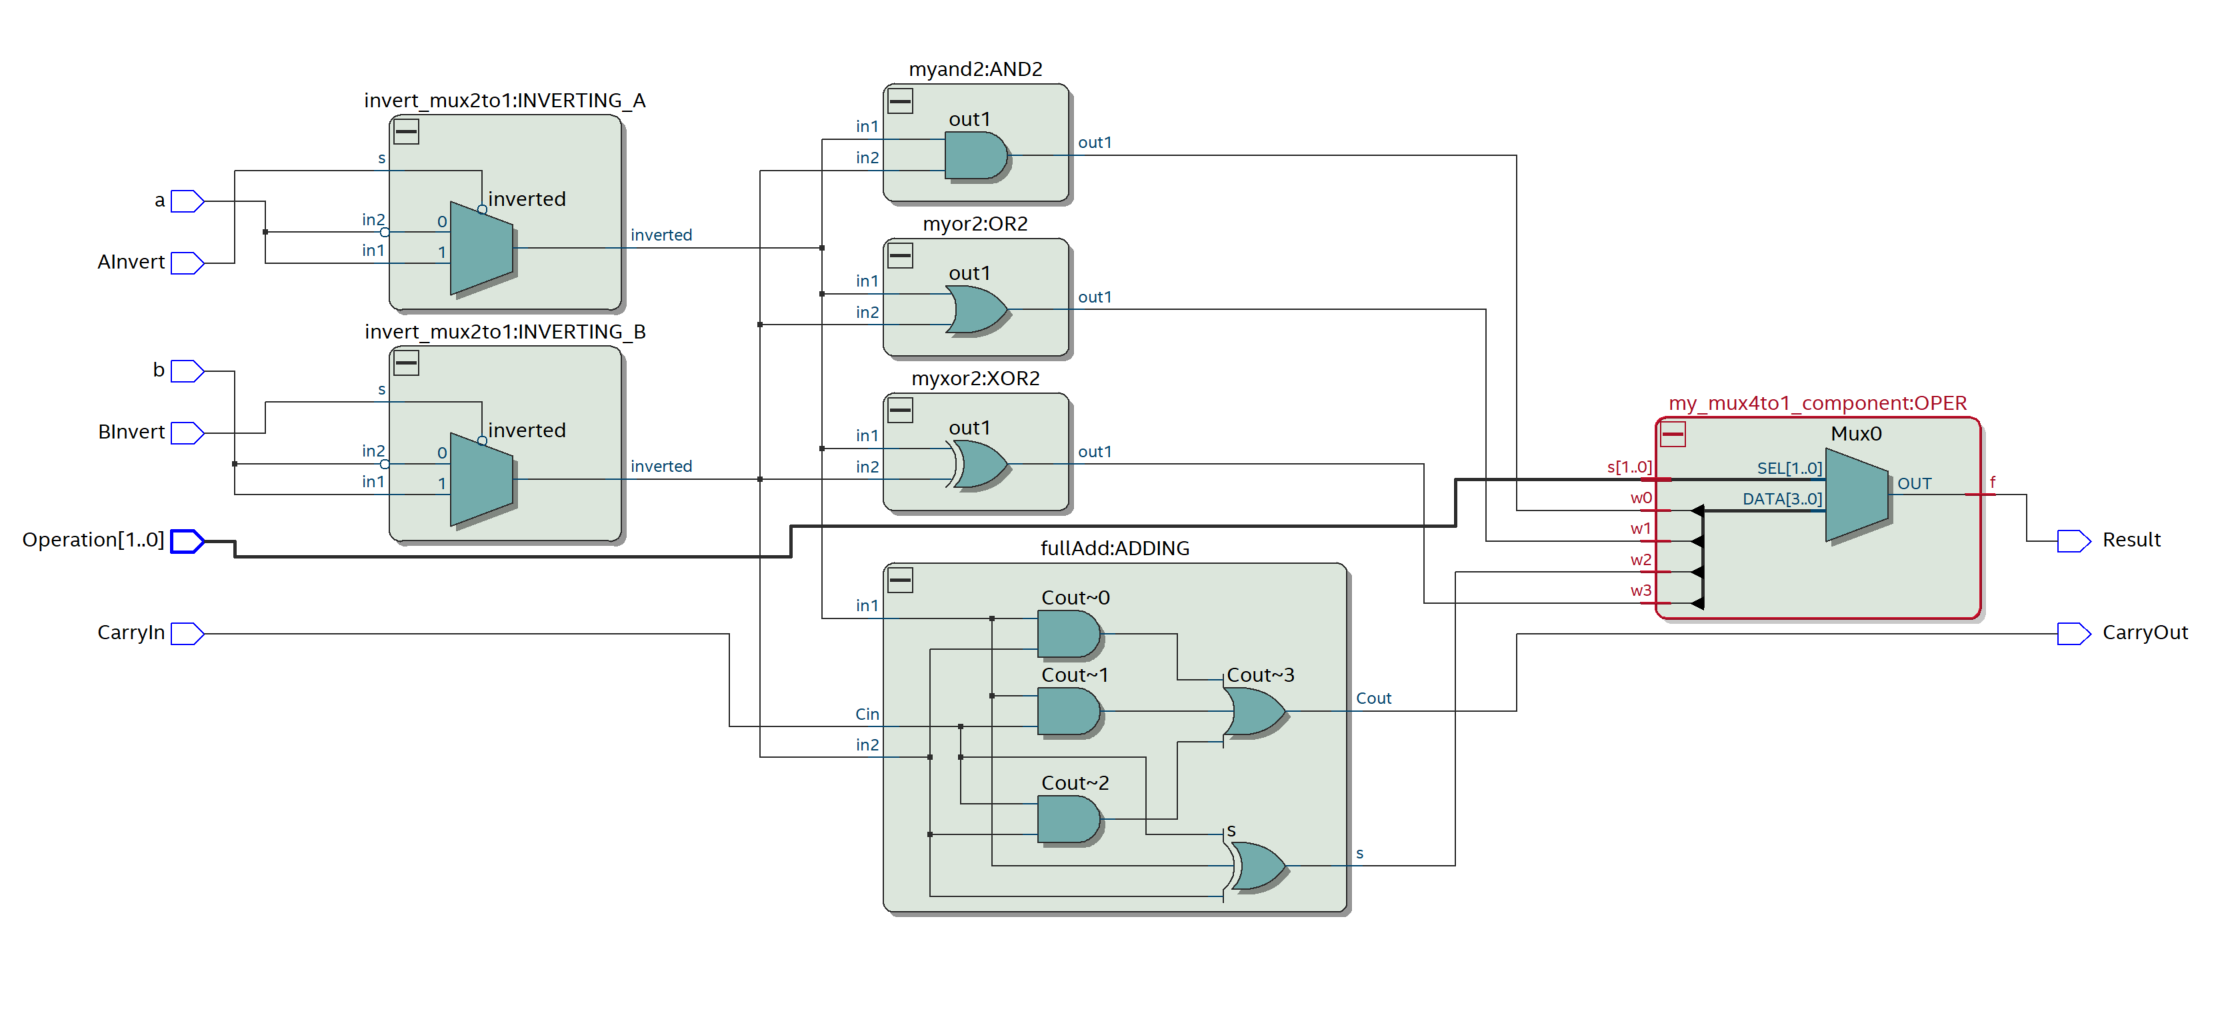 myand2:AND2
invert_mux2to1:INVERTING_A
out1
in1
in2
out1
s
a
inverted
in2
0
in1
1
inverted
AInvert
myor2:OR2
out1
in1
in2
out1
invert_mux2to1:INVERTING_B
b
s
BInvert
inverted
in2
0
in1
1
inverted
myxor2:XOR2
out1
in1
in2
out1
my_mux4to1_component:OPER
Mux0
s[1..0]
SEL[1..0]
w0
DATA[3..0]
OUT
f
w1
w2
w3
Operation[1..0]
Result
fullAdd:ADDING
in1
Cout~0
CarryIn
CarryOut
Cout~1
Cout~3
Cin
Cout
in2
Cout~2
s
s